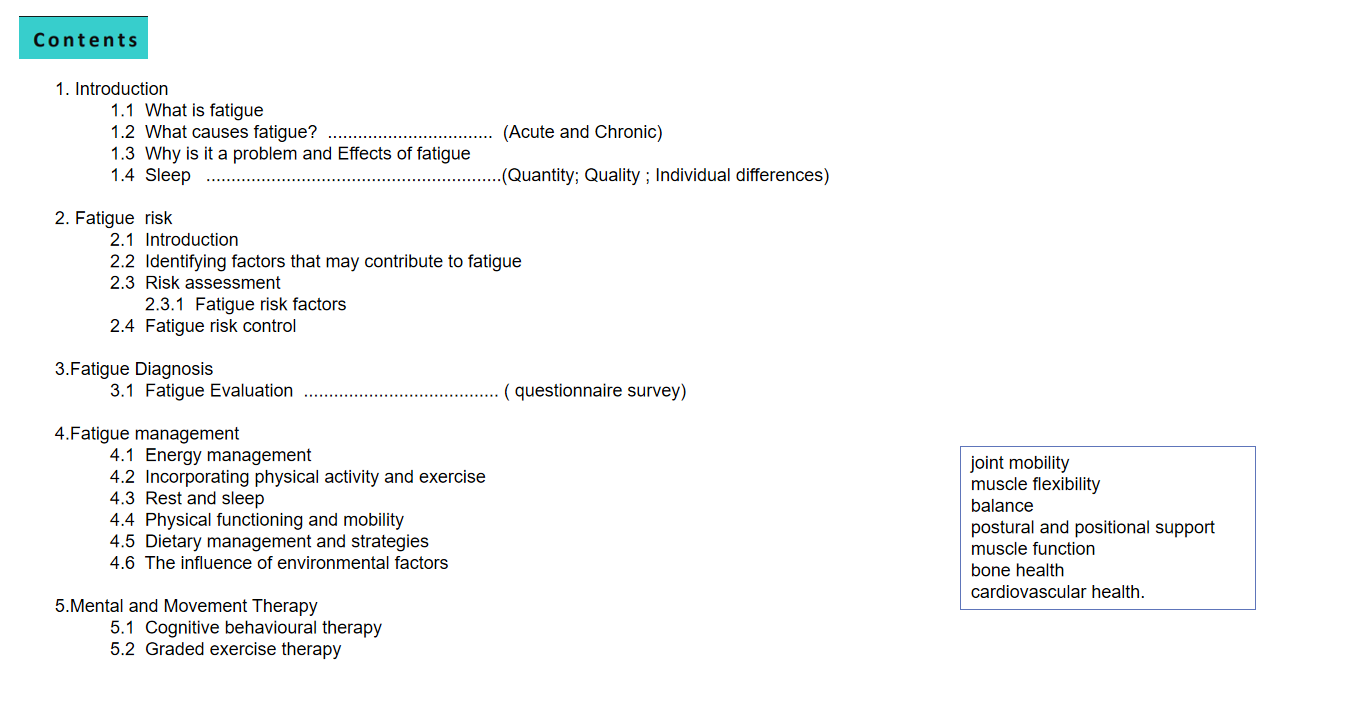 Contents
1. Introduction
1.1 What is fatigue
1.2 What causes fatigue? ................................. (Acute and Chronic)
1.3 Why is it a problem and Effects of fatigue
1.4 Sleep ...........................................................(Quantity; Quality ; Individual differences)
2. Fatigue risk
2.1 Introduction
2.2 Identifying factors that may contribute to fatigue
2.3 Risk assessment
2.3.1 Fatigue risk factors
2.4 Fatigue risk control
3.Fatigue Diagnosis
3.1 Fatigue Evaluation ....................................... ( questionnaire survey)
4.Fatigue management
4.1 Energy management
4.2 Incorporating physical activity and exercise
4.3 Rest and sleep
4.4 Physical functioning and mobility
4.5 Dietary management and strategies
4.6 The influence of environmental factors
5.Mental and Movement Therapy
5.1 Cognitive behavioural therapy
5.2 Graded exercise therapy
joint mobility
muscle flexibility
balance
postural and positional support
muscle function
bone health
cardiovascular health.